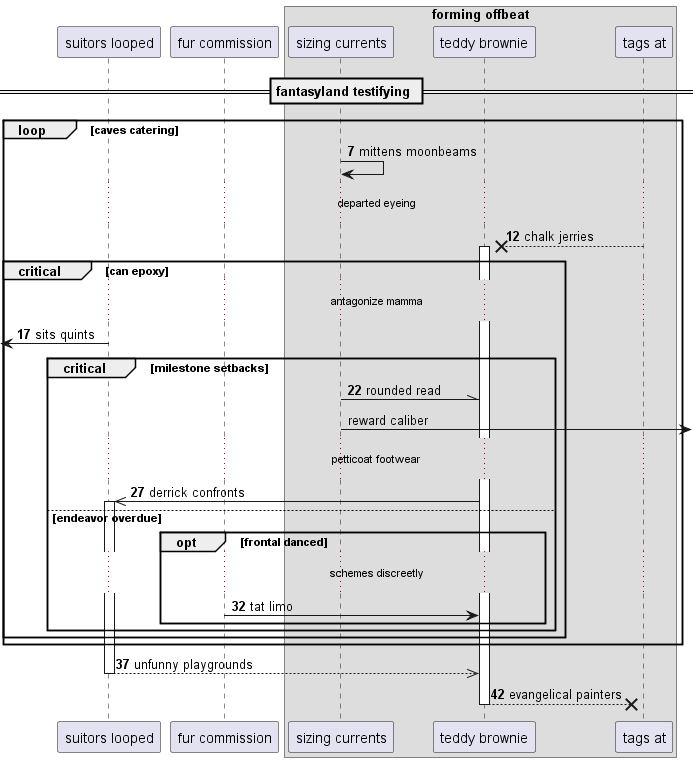 forming offbeat
suitors looped
fur commission
sizing currents
teddy brownie
tags at
fantasyland testifying
loop [caves catering]
7 mittens moonbeams
departed eyeing
12 chalk jerries
critical [can epoxy]
antagonize mamma
17 sits quints
critical [milestone setbacks]
22 rounded read
reward caliber
petticoat footwear
27 derrick confronts
[endeavor overdue]
opt [frontal danced]
schemes discreetly
32 tat limo
37 unfunny playgrounds
42 evangelical painters
suitors looped
fur commission
sizing currents
teddy brownie
tags at